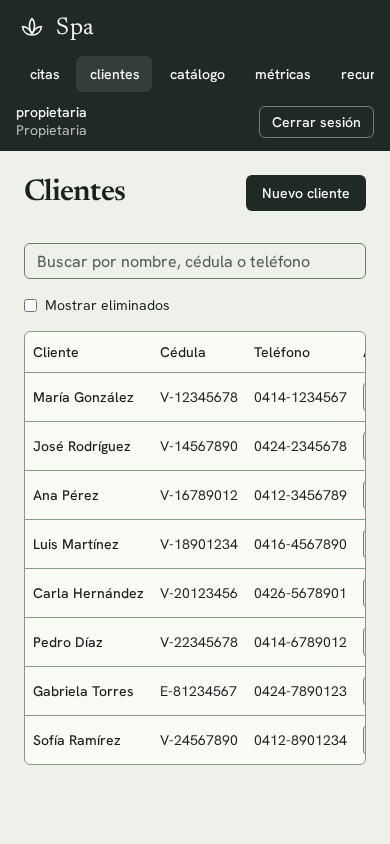 Spa
citas clientes catálogo métricas recur
propietaria
Propietaria
Cerrar sesión
Clientes
Nuevo cliente
Buscar por nombre, cédula o teléfono
Mostrar eliminados
Cliente Cédula Teléfono
María González V-12345678 0414-1234567
José Rodríguez V-14567890 0424-2345678
Ana Pérez V-16789012 0412-3456789
Luis Martínez V-18901234 0416-4567890
Carla Hernández V-20123456 0426-5678901
Pedro Díaz V-22345678 0414-6789012
Gabriela Torres E-81234567 0424-7890123
Sofía Ramírez V-24567890 0412-8901234